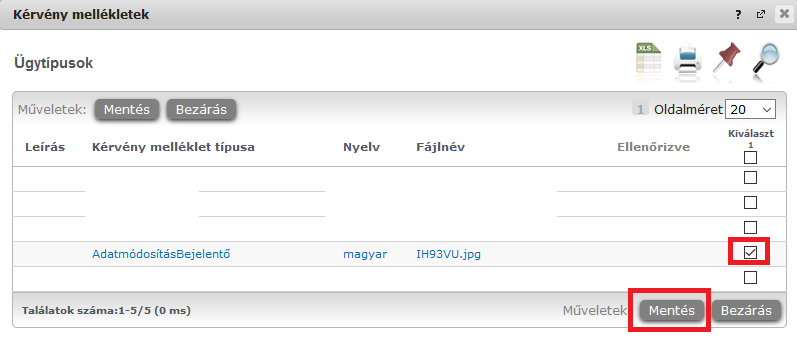 Kérvény mellékletek ?
Ügytípusok
XLS
Műveletek: Mentés Bezárás 1 Oldalméret 20
Leírás Kérvény melléklet típusa Nyelv Fájlnév Ellenőrizve Kiválaszt
1
AdatmódosításBejelentő magyar IH93VU.jpg
Találatok száma:1-5/5 (0 ms) Műveletek Mentés Bezárás